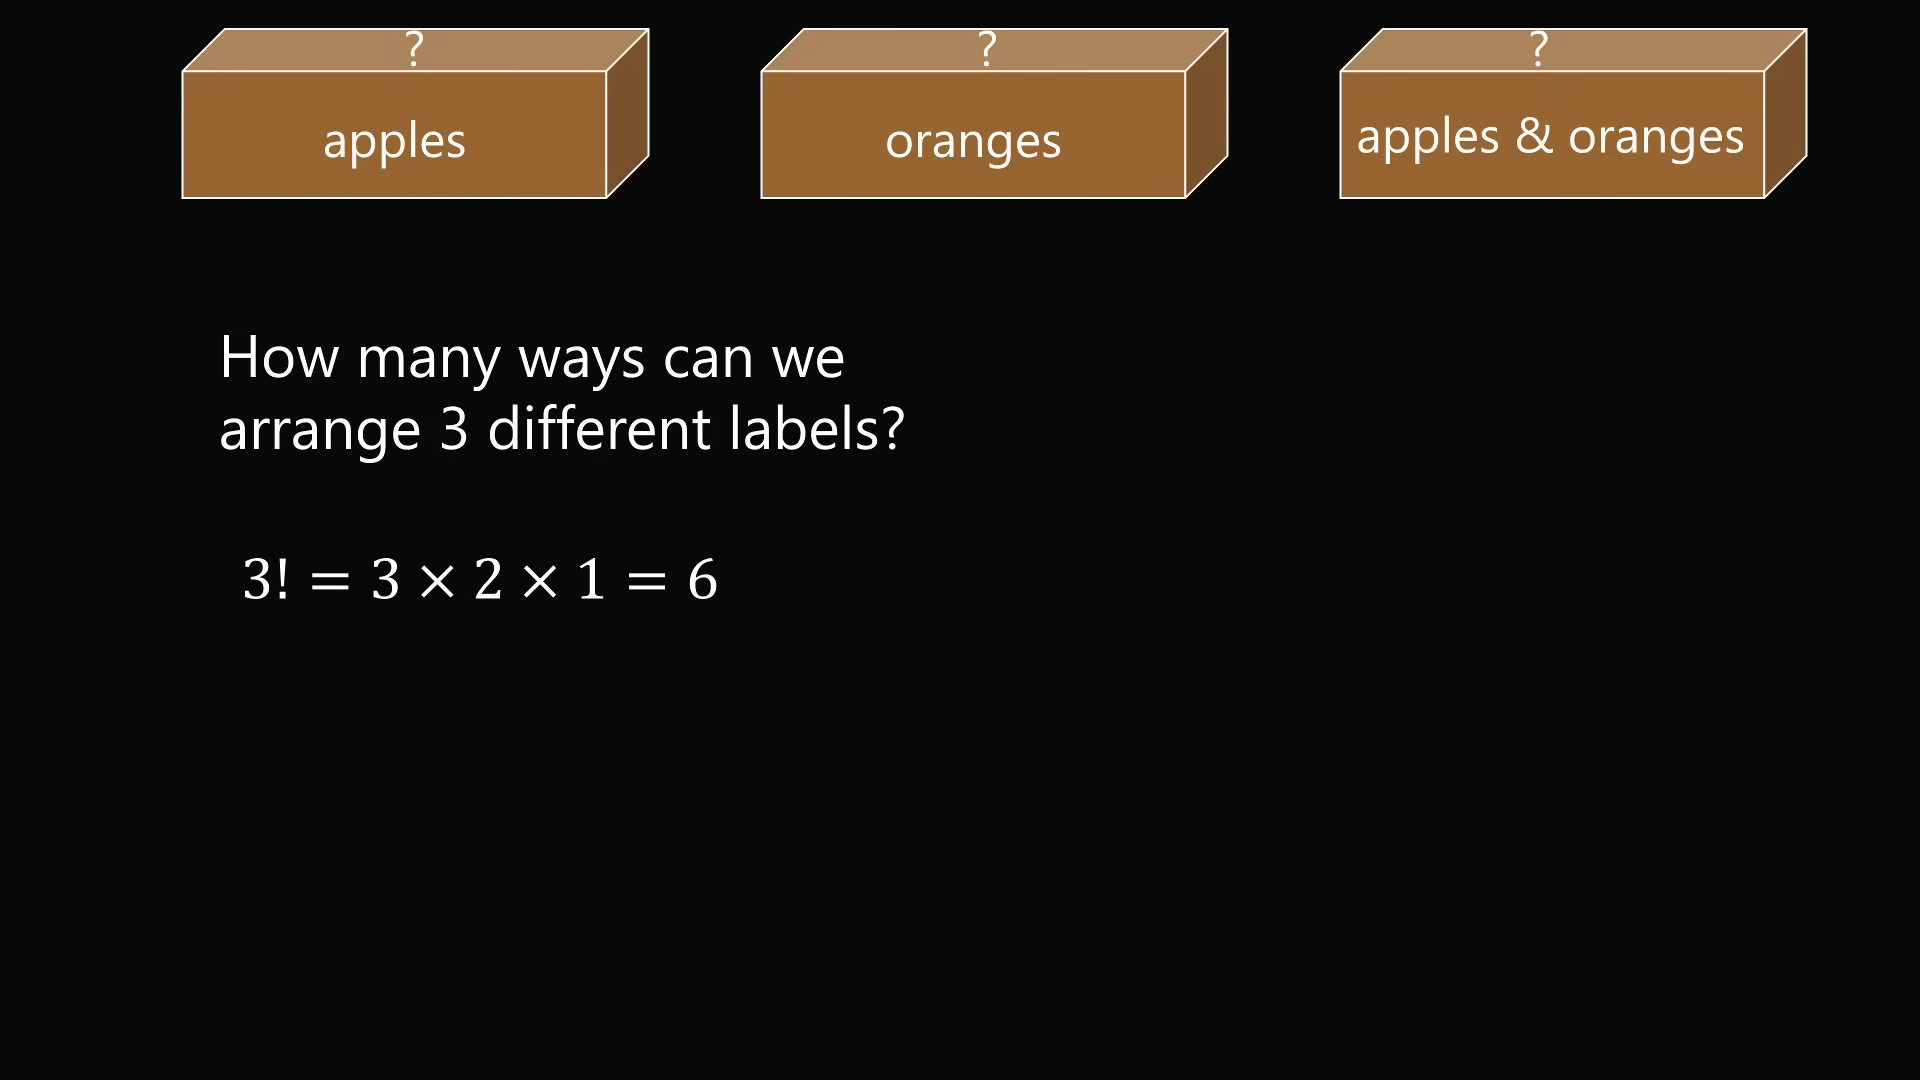 ? ? ?
apples oranges apples & oranges
How many ways can we
arrange 3 different labels?
3! = 3 × 2 × 1 = 6